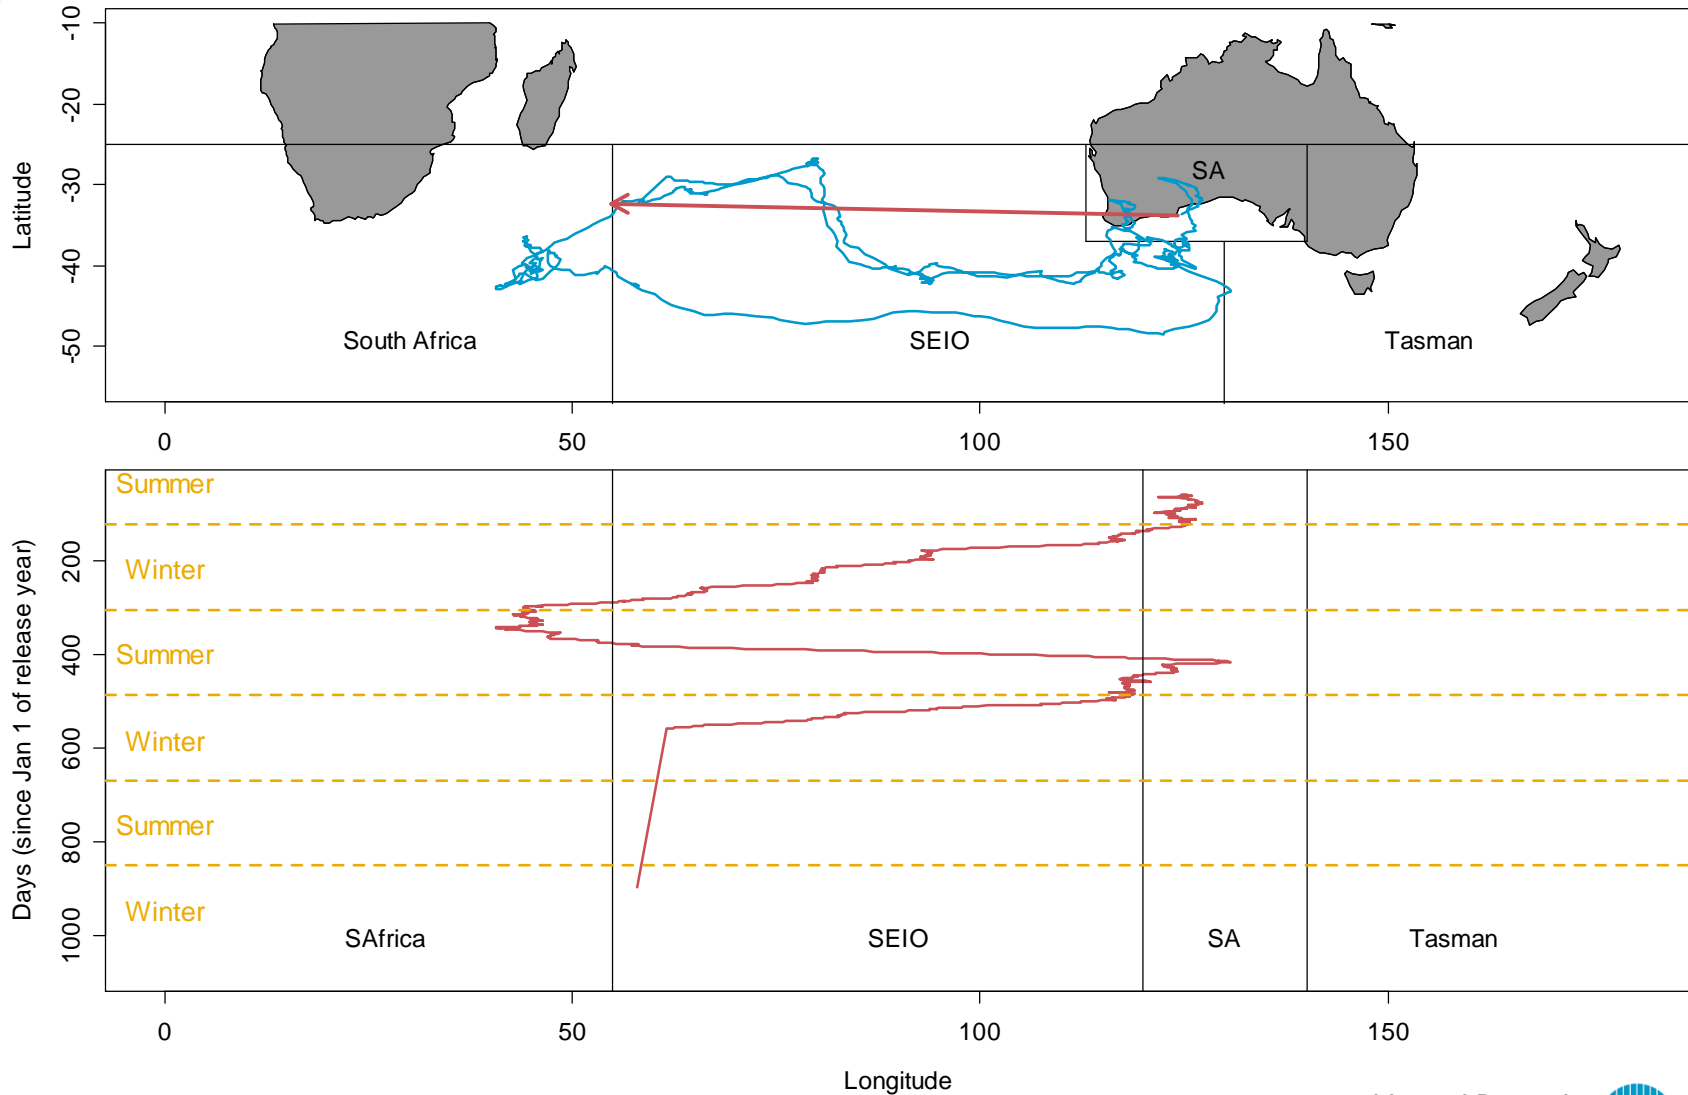 -10
-20
-30
-40
-50
Latitude
SA
South Africa
SEIO
Tasman
0
50
100
150
Summer
Winter
Summer
Winter
Summer
Winter
200
400
600
800
1000
Days (since Jan 1 of release year)
SAfrica
SEIO
SA
Tasman
0
50
100
150
Longitude